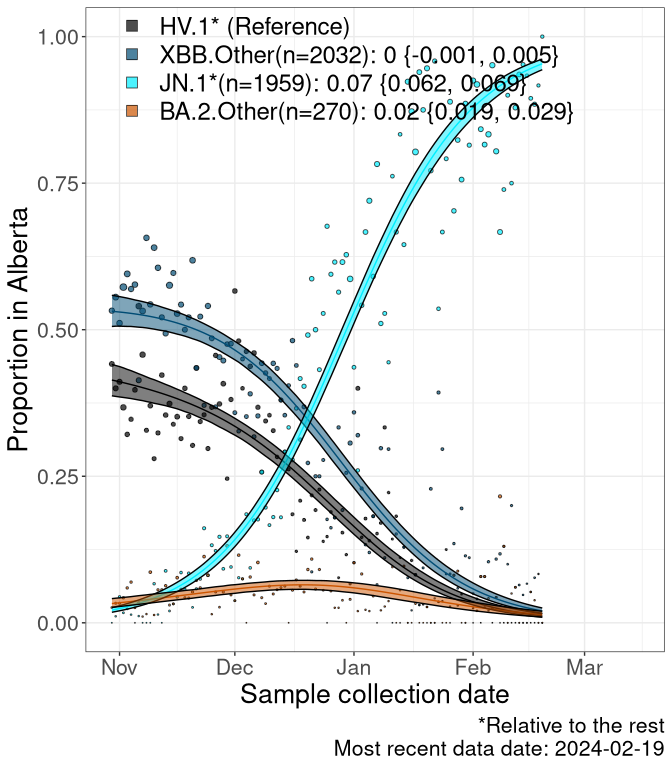 HV.1* (Reference)
XBB.Other(n=2032): 0 {-0.001, 0.005}
JN.1*(n=1959): 0.07 {0.062, 0.069}
BA.2.Other(n=270): 0.02 {0.019, 0.029}
1.00
0.75
0.50
0.25
0.00
Proportion in Alberta
Nov Dec Jan Feb Mar
Sample collection date
*Relative to the rest
Most recent data date: 2024-02-19